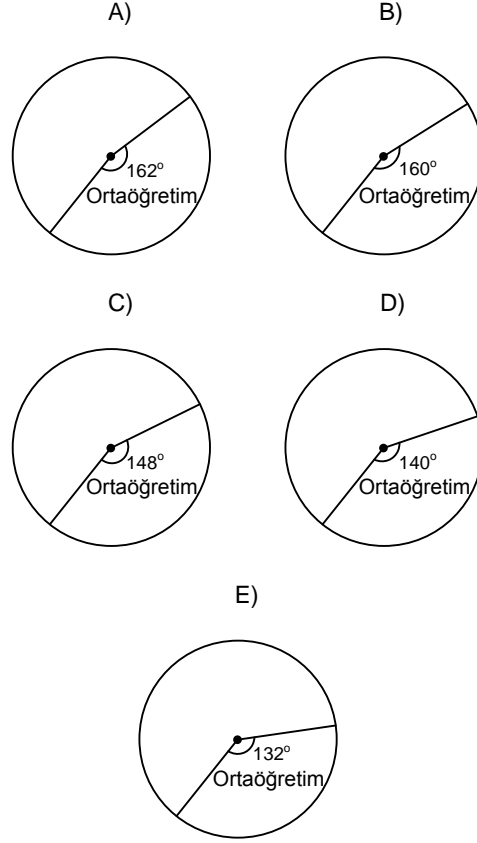 A)
162°
Ortaöğretim
B)
160°
Ortaöğretim
C)
148°
Ortaöğretim
D)
140°
Ortaöğretim
E)
132°
Ortaöğretim